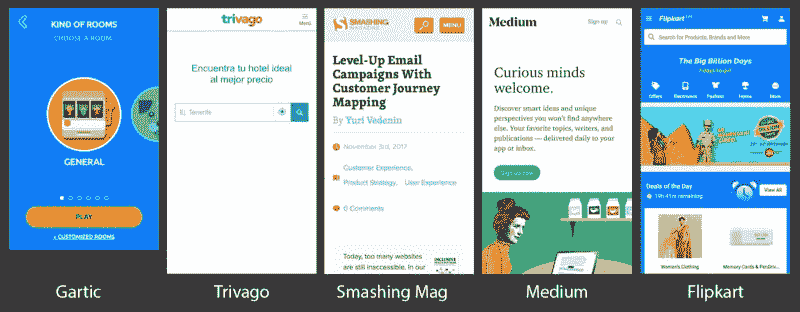 KIND OF ROOMS
CHOOSE A ROOM
GENERAL
PLAY
CUSTOMIZED ROOMS
trivago
Menú
Encuentra tu hotel ideal
al mejor precio
Tenerife
SMASHING
MAGAZINE
MENU
Level-Up Email
Campaigns With
Customer Journey
Mapping
By Yuri Vedenin
November 3rd, 2017
Customer Experience,
Product Strategy, User Experience
0 Comments
Today, too many websites
are still inaccessible. In our
INCLUSIVE
Medium
Sign up
Curious minds
welcome.
Discover smart ideas and unique
perspectives you won't find anywhere
else. Your favorite topics, writers, and
publications — delivered daily to your
app or inbox.
Sign up now
Flipkart
Search for Products, Brands and More
The Big Billion Days
Offers
Electronics
Fashion
Home
More
BILLION
Deals of the Day
19h 41m remaining
View All
Women's Clothing
Memory Cards & PenDriv...
Gartic
Trivago
Smashing Mag
Medium
Flipkart